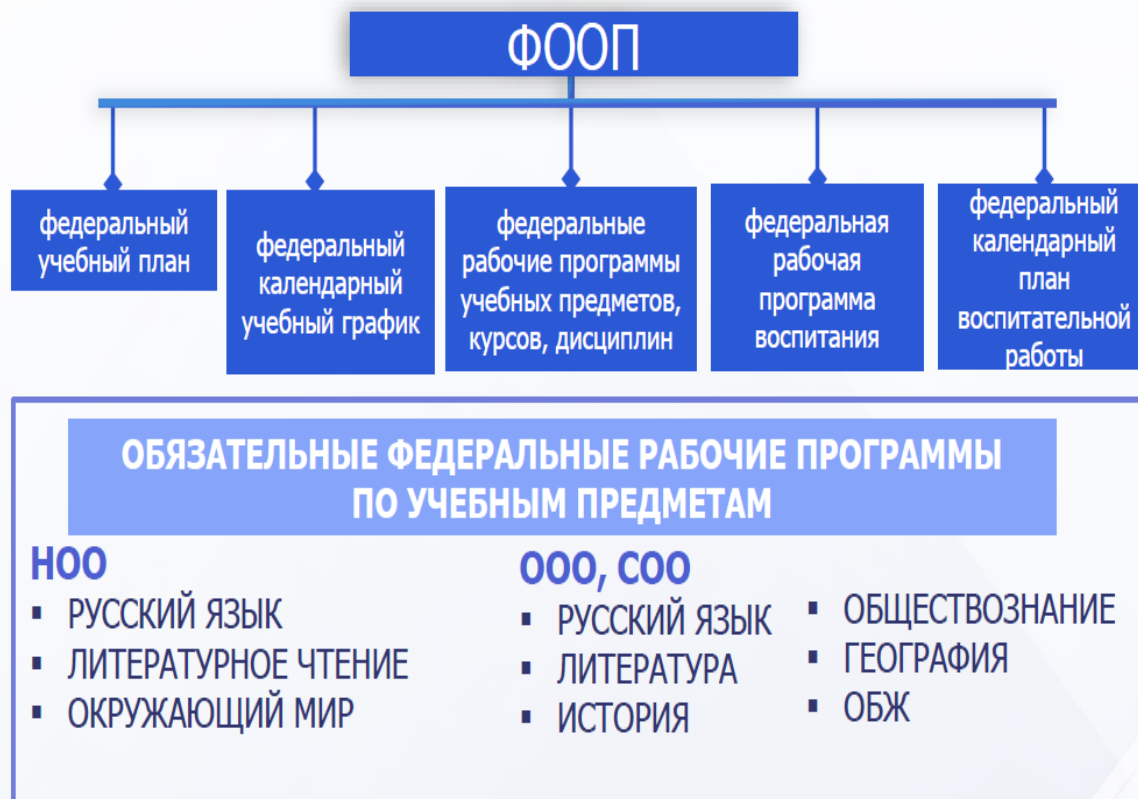 ФООП
федеральный
учебный план
федеральный
календарный
учебный график
федеральные
рабочие программы
учебных предметов,
курсов, дисциплин
федеральная
рабочая
программа
воспитания
федеральный
календарный
план
воспитательной
работы
ОБЯЗАТЕЛЬНЫЕ ФЕДЕРАЛЬНЫЕ РАБОЧИЕ ПРОГРАММЫ
ПО УЧЕБНЫМ ПРЕДМЕТАМ
НОО
▪ РУССКИЙ ЯЗЫК
▪ ЛИТЕРАТУРНОЕ ЧТЕНИЕ
▪ ОКРУЖАЮЩИЙ МИР
ООО, СОО
▪ РУССКИЙ ЯЗЫК
▪ ЛИТЕРАТУРА
▪ ИСТОРИЯ
▪ ОБЩЕСТВОЗНАНИЕ
▪ ГЕОГРАФИЯ
▪ ОБЖ